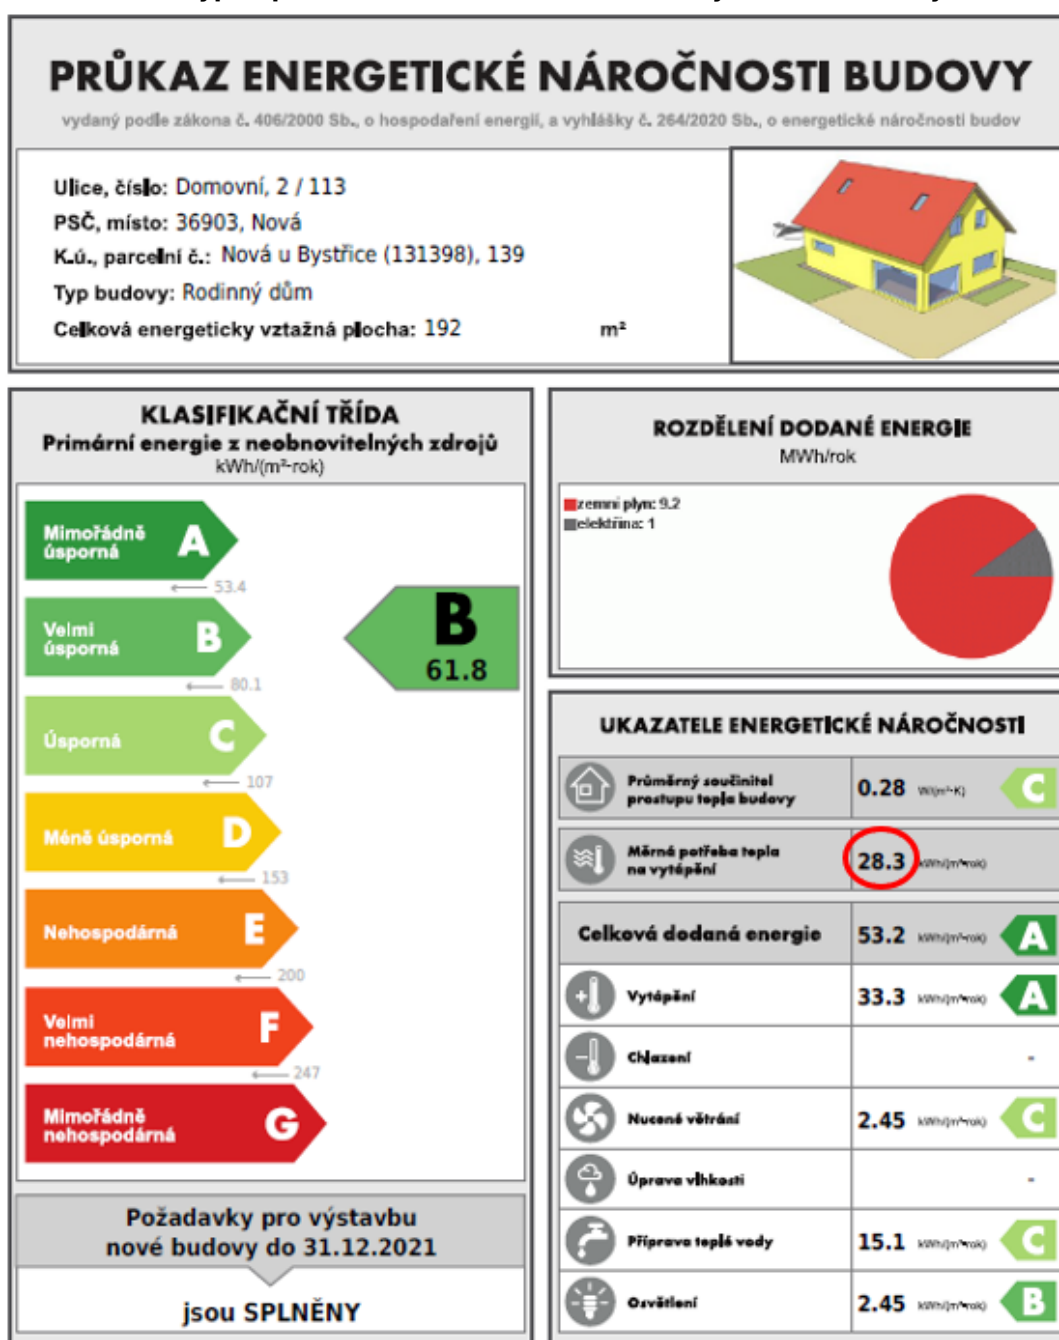 PRŮKAZ ENERGETICKÉ NÁROČNOSTI BUDOVY
vydaný podle zákona č. 406/2000 Sb., o hospodaření energií, a vyhlášky č. 264/2020 Sb., o energetické náročnosti budov
Ulice, číslo: Domovní, 2 / 113
PSČ, místo: 36903, Nová
K.ú., parcelní č.: Nová u Bystřice (131398), 139
Typ budovy: Rodinný dům
Celková energeticky vztažná plocha: 192 m²
KLASIFIKAČNÍ TŘÍDA
Primární energie z neobnovitelných zdrojů
kWh/(m²·rok)
Mimořádně úsporná A
53.4
Velmi úsporná B
80.1
B
61.8
Úsporná C
107
Méně úsporná D
153
Nehospodárná E
200
Velmi nehospodárná F
247
Mimořádně nehospodárná G
Požadavky pro výstavbu
nové budovy do 31.12.2021
jsou SPLNĚNY
ROZDĚLENÍ DODANÉ ENERGIE
MWh/rok
zemní plyn: 9.2
elektřina: 1
UKAZATELE ENERGETICKÉ NÁROČNOSTI
Průměrný součinitel
prostupu tepla budovy 0.28 W/(m²·K) C
Měrná potřeba tepla
na vytápění 28.3 kWh/(m²·rok)
Celková dodaná energie 53.2 kWh/(m²·rok) A
Vytápění 33.3 kWh/(m²·rok) A
Chlazení -
Nucené větrání 2.45 kWh/(m²·rok) C
Úprava vlhkosti -
Příprava teplé vody 15.1 kWh/(m²·rok) C
Osvětlení 2.45 kWh/(m²·rok) B